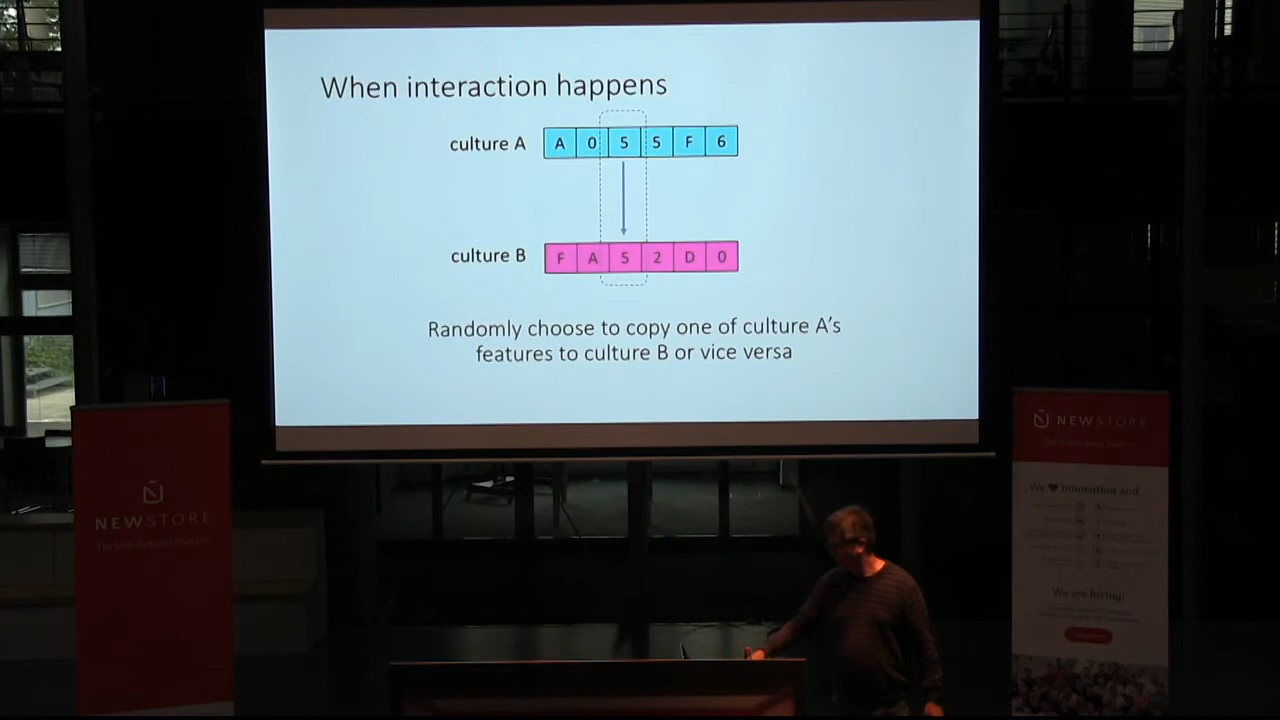 When interaction happens
culture A
A 0 5 5 F 6
culture B
F A 5 2 D 0
Randomly choose to copy one of culture A's
features to culture B or vice versa
NEWSTORE
NEWSTORE
We ♥ innovation and.
We are hiring!